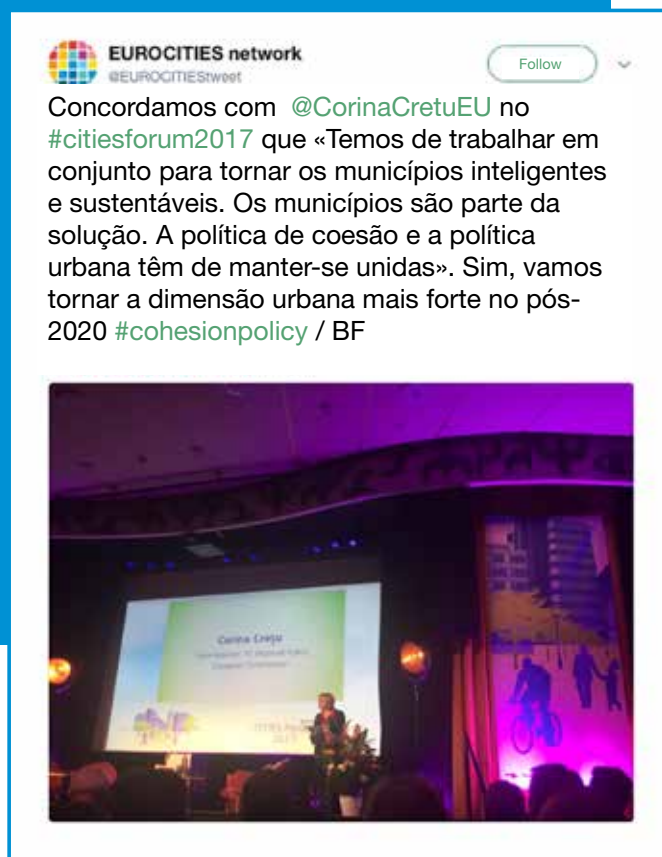 EUROCITIES network
@EUROCITIEStweet
Follow
Concordamos com @CorinaCretuEU no
#citiesforum2017 que «Temos de trabalhar em
conjunto para tornar os municípios inteligentes
e sustentáveis. Os municípios são parte da
solução. A política de coesão e a política
urbana têm de manter-se unidas». Sim, vamos
tornar a dimensão urbana mais forte no pós-
2020 #cohesionpolicy / BF
Corina Crețu